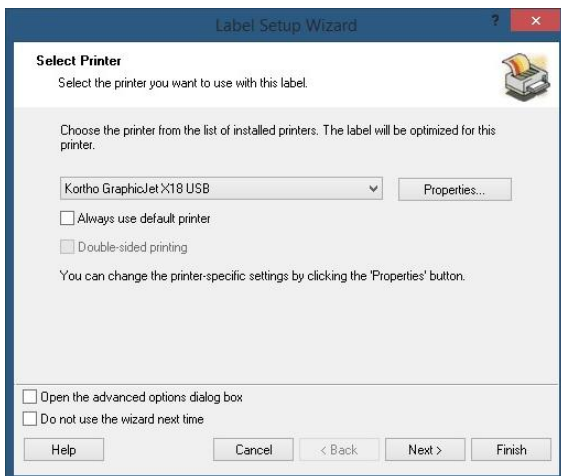 Label Setup Wizard
?
Select Printer
Select the printer you want to use with this label.
Choose the printer from the list of installed printers. The label will be optimized for this
printer.
Kortho GraphicJet X18 USB
Properties...
Always use default printer
Double-sided printing
You can change the printer-specific settings by clicking the 'Properties' button.
Open the advanced options dialog box
Do not use the wizard next time
Help
Cancel
< Back
Next >
Finish